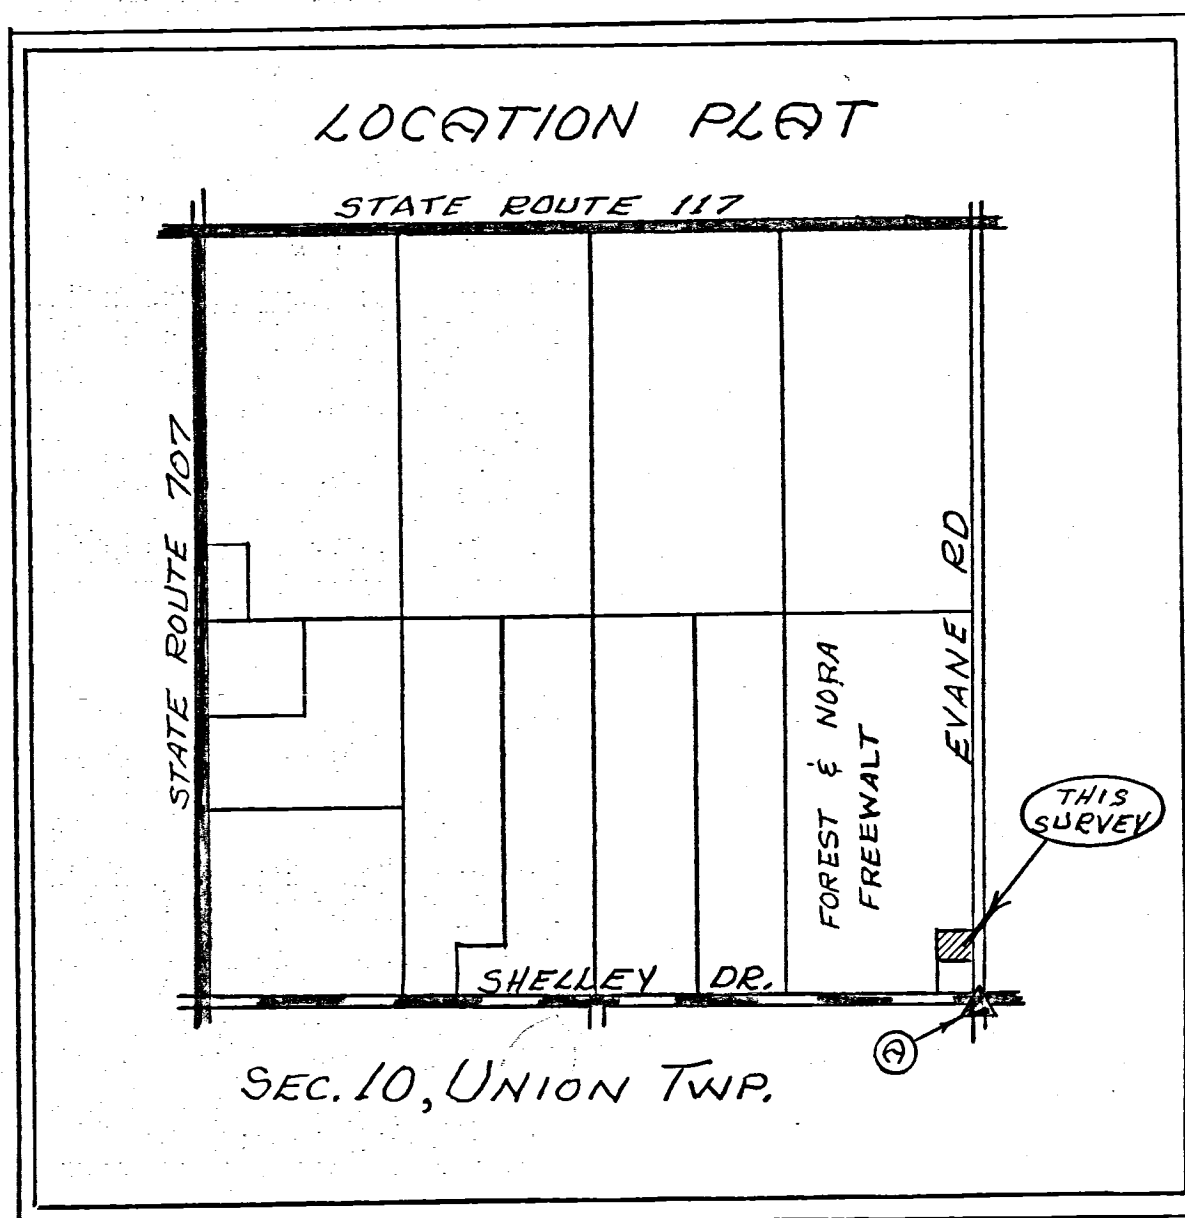 LOCATION PLAT
STATE ROUTE 117
STATE ROUTE 707
EVANE RD
FOREST & NORA
FREEWALT
THIS
SURVEY
SHELLEY DR.
A
SEC. 10, UNION TWP.